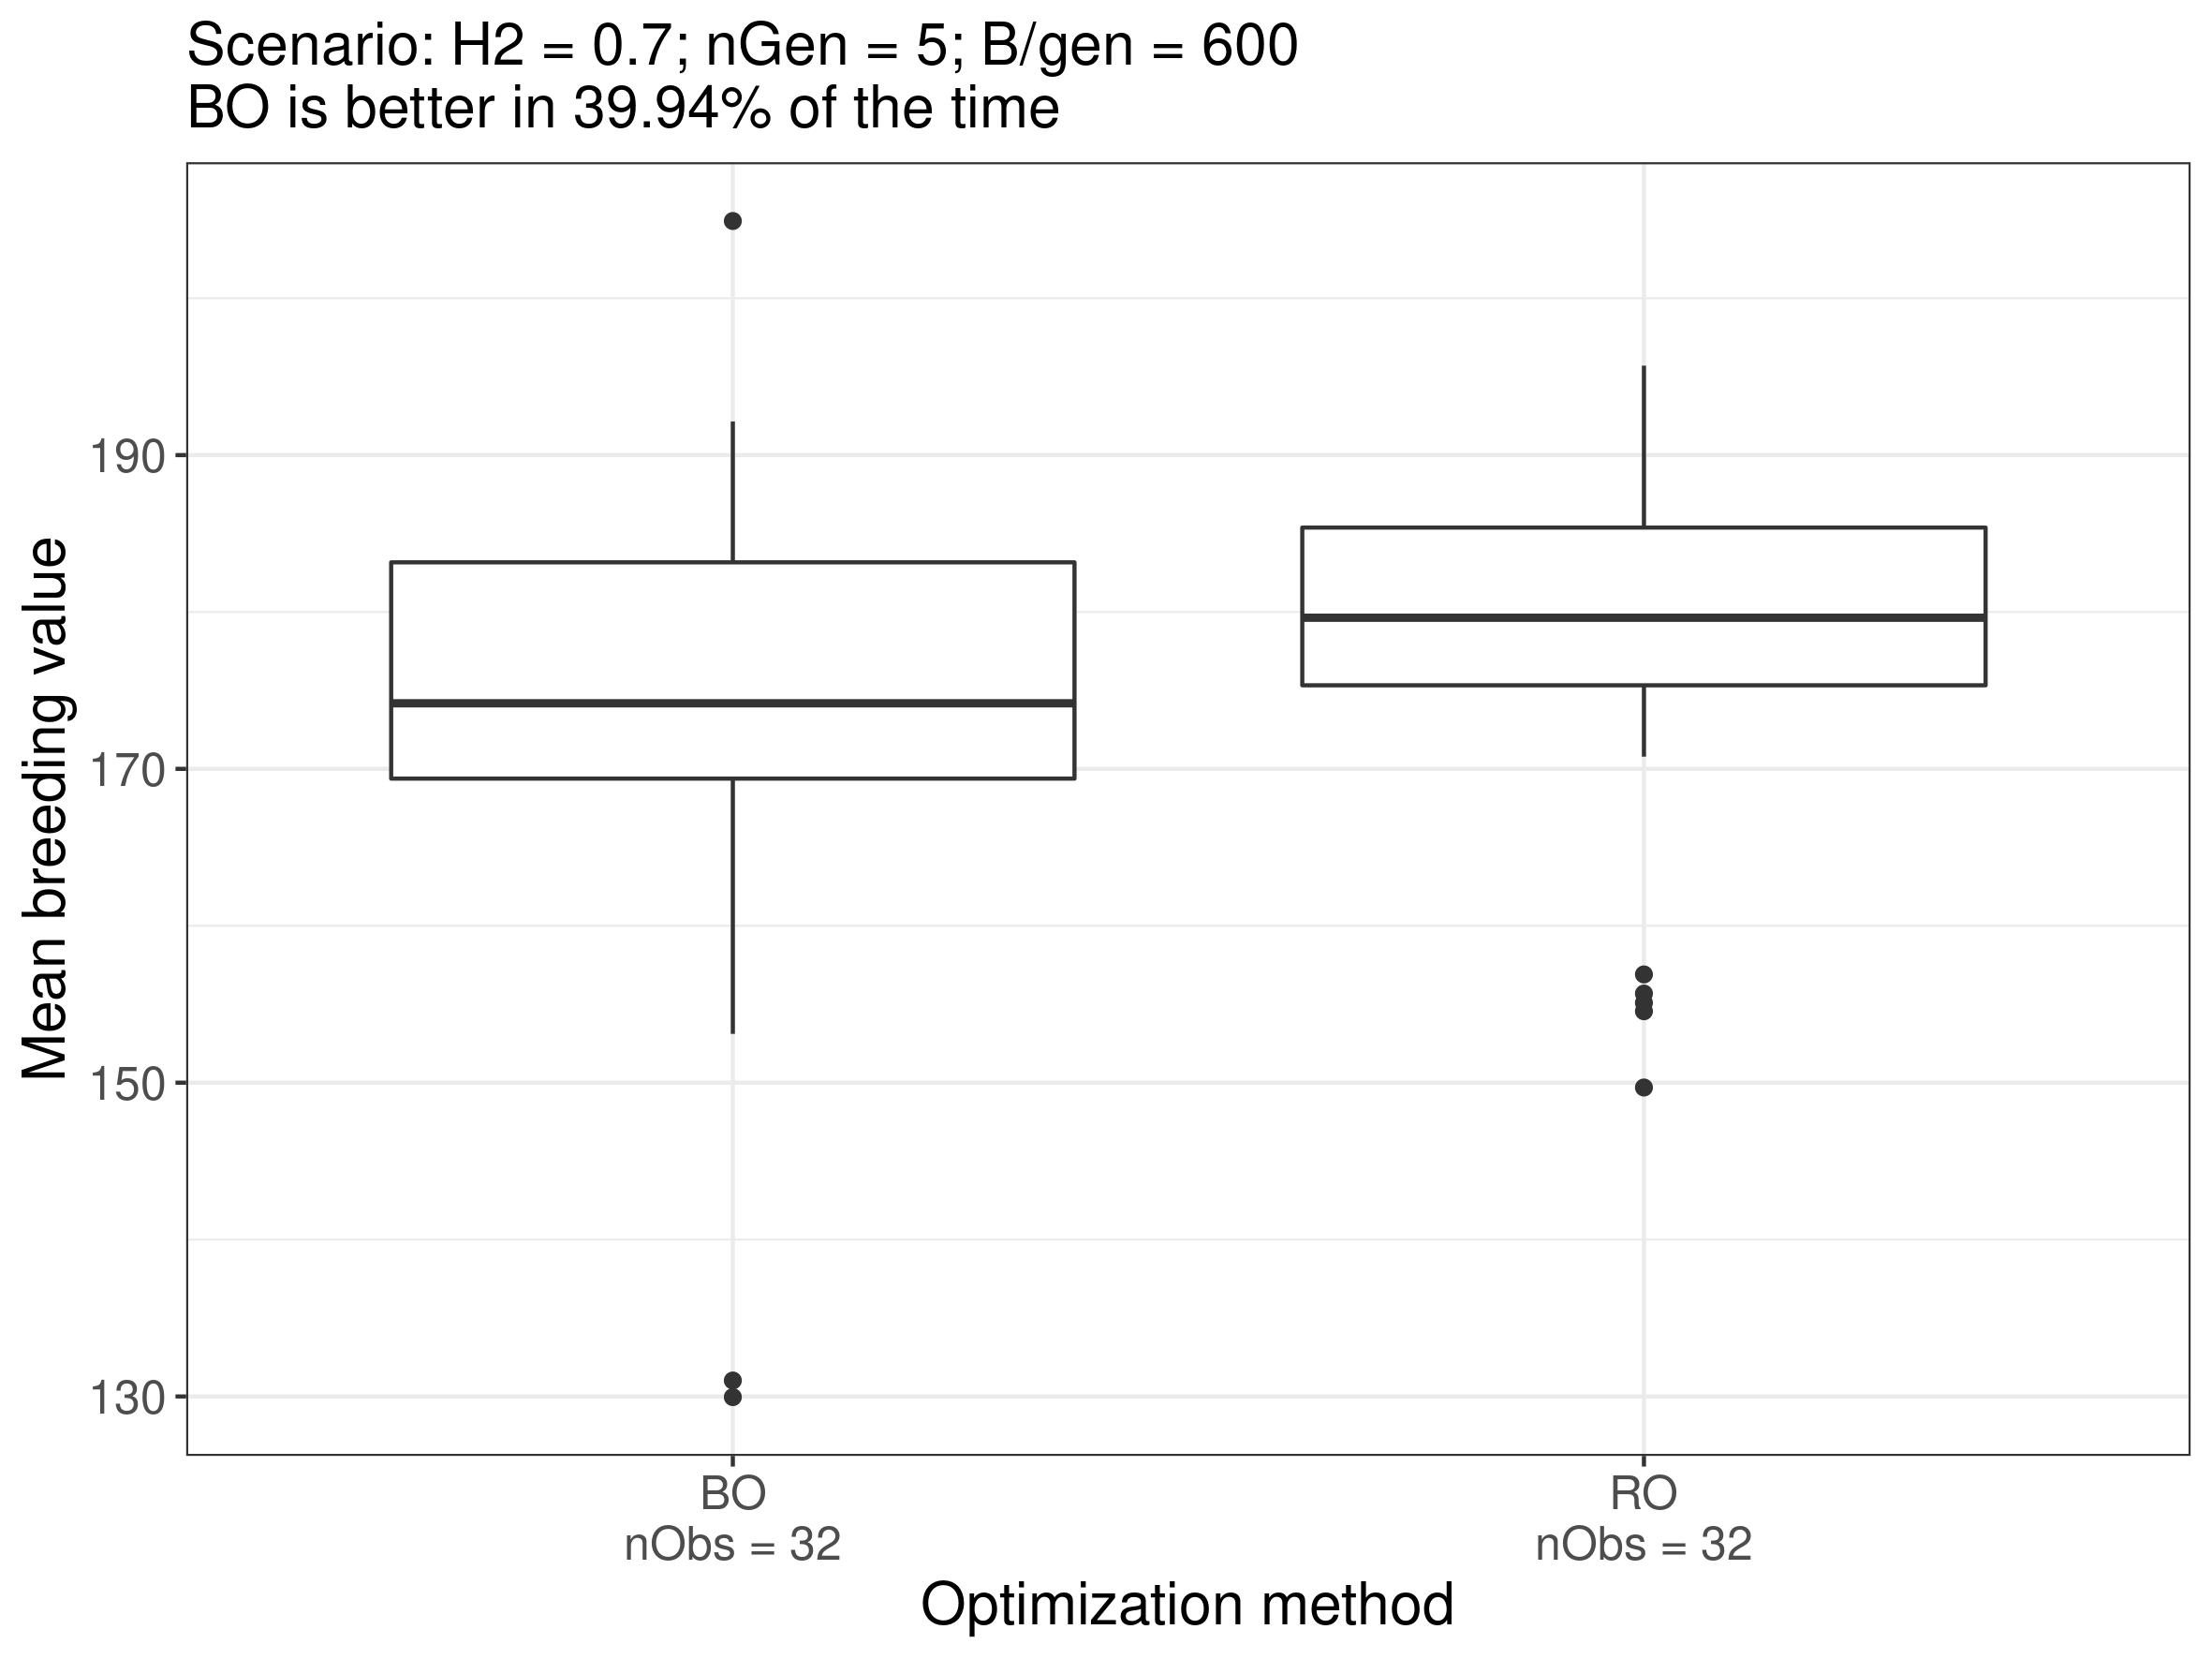 Scenario: H2 = 0.7; nGen = 5; B/gen = 600
BO is better in 39.94% of the time
Mean breeding value
190
170
150
130
BO
nObs = 32
RO
nObs = 32
Optimization method